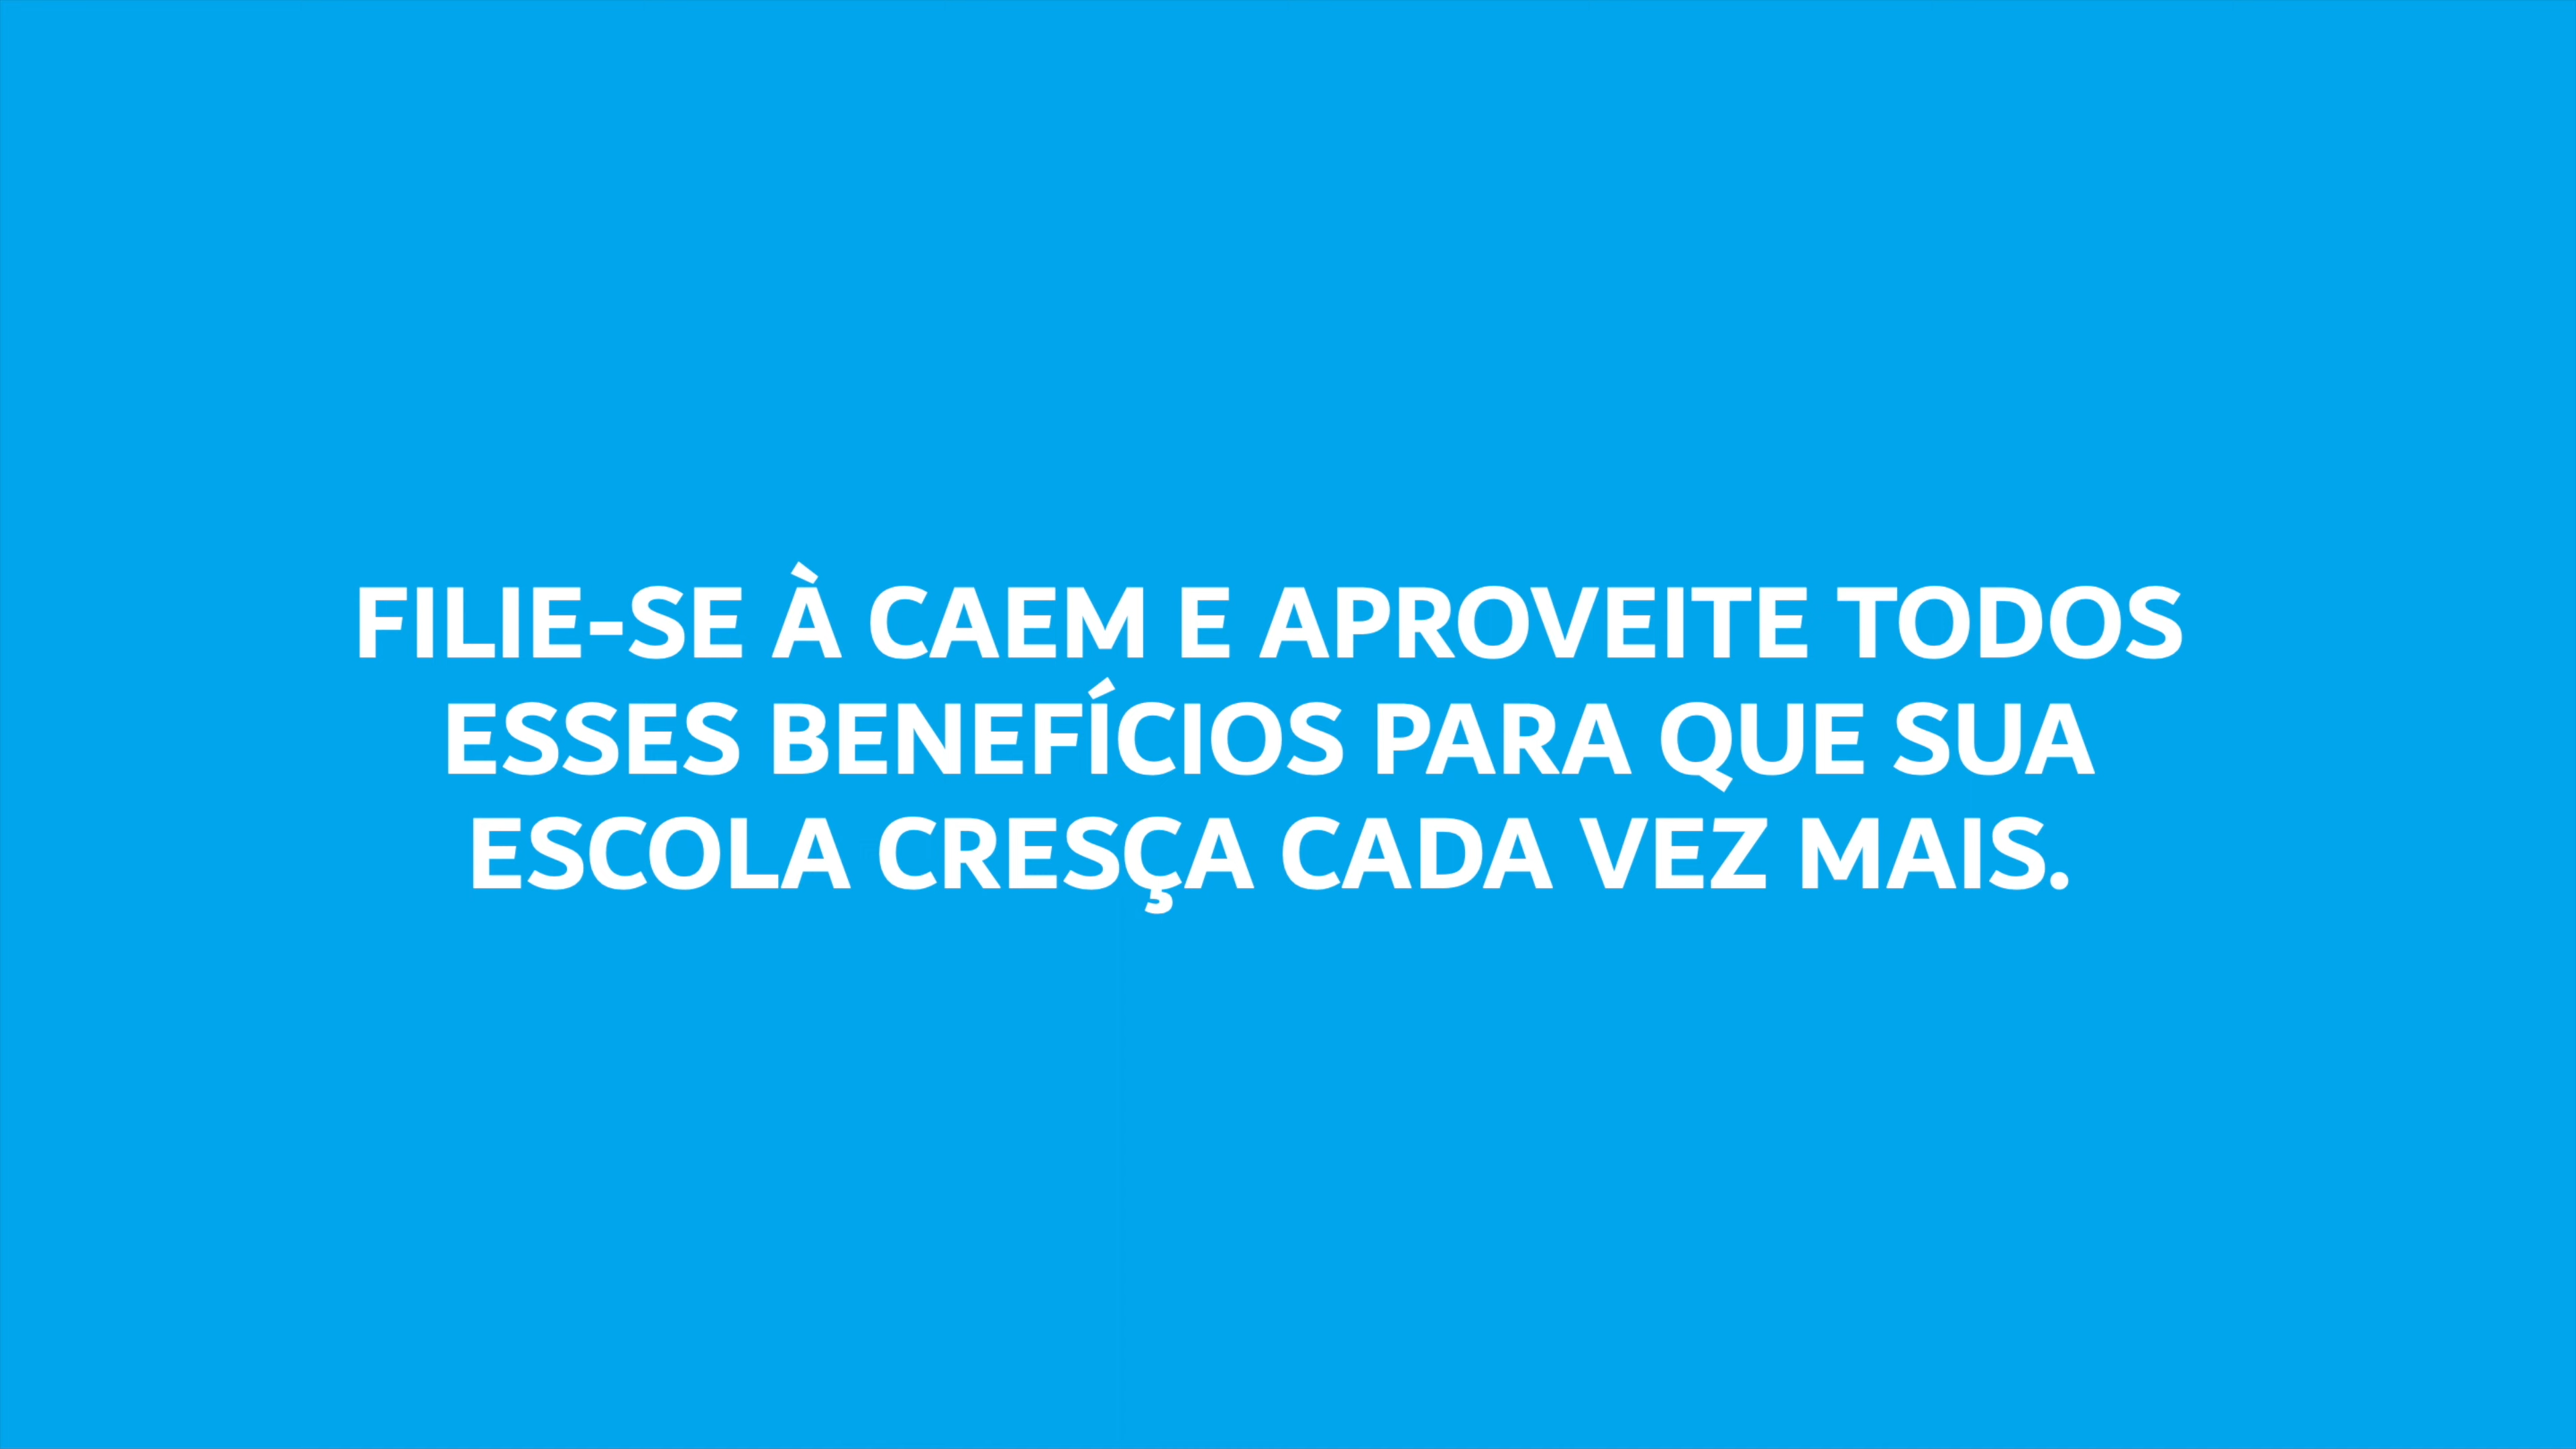 FILIE-SE À CAEM E APROVEITE TODOS
ESSES BENEFÍCIOS PARA QUE SUA
ESCOLA CRESÇA CADA VEZ MAIS.